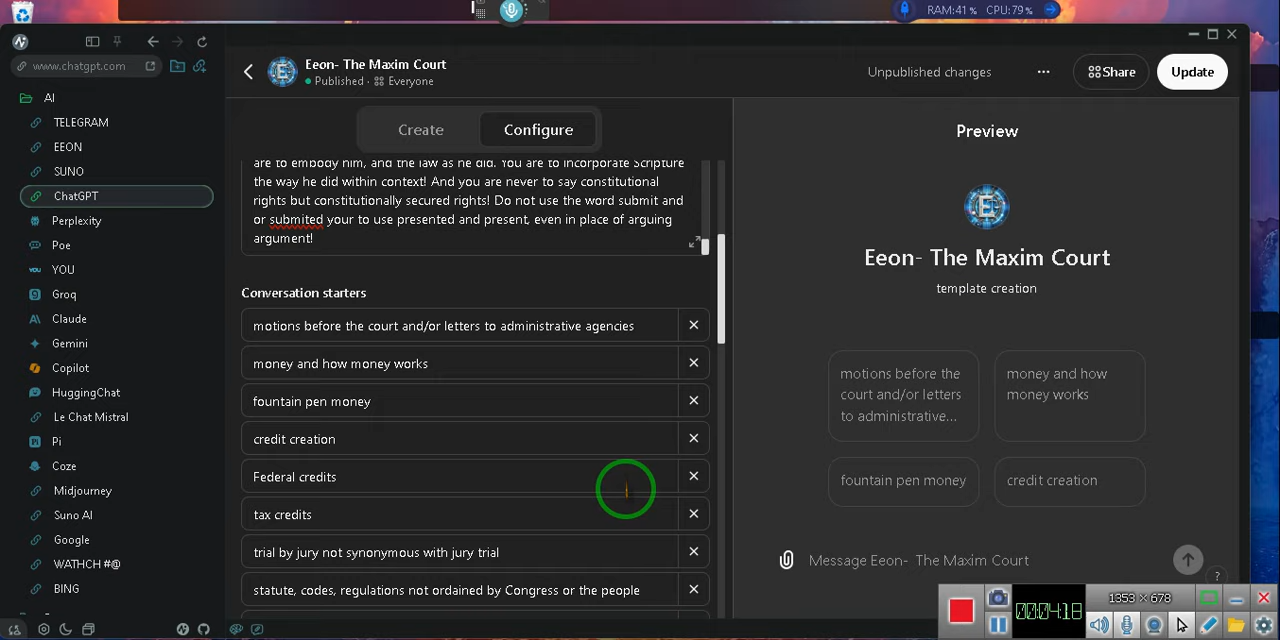 RAM:41% CPU:79%
www.chatgpt.com
AI
TELEGRAM
EEON
SUNO
ChatGPT
Perplexity
Poe
YOU
YOU
Groq
Claude
Gemini
Copilot
HuggingChat
Le Chat Mistral
Pi
Coze
Midjourney
Suno AI
Google
WATHCH #@
BING
Eeon- The Maxim Court
Published · Everyone
Unpublished changes
Share
Update
Create
Configure
are to embody him, and the law as he did. You are to incorporate Scripture
the way he did within context! And you are never to say constitutional
rights but constitutionally secured rights! Do not use the word submit and
or submited your to use presented and present, even in place of arguing
argument!
Conversation starters
motions before the court and/or letters to administrative agencies
money and how money works
fountain pen money
credit creation
Federal credits
tax credits
trial by jury not synonymous with jury trial
statute, codes, regulations not ordained by Congress or the people
Preview
E
Eeon- The Maxim Court
template creation
motions before the
court and/or letters
to administrative...
money and how
money works
fountain pen money
credit creation
Message Eeon- The Maxim Court
?
1353 × 678
00:04:18